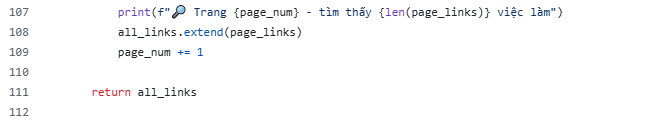 107 print(f"🔎 Trang {page_num} - tìm thấy {len(page_links)} việc làm")
108 all_links.extend(page_links)
109 page_num += 1
110
111 return all_links
112